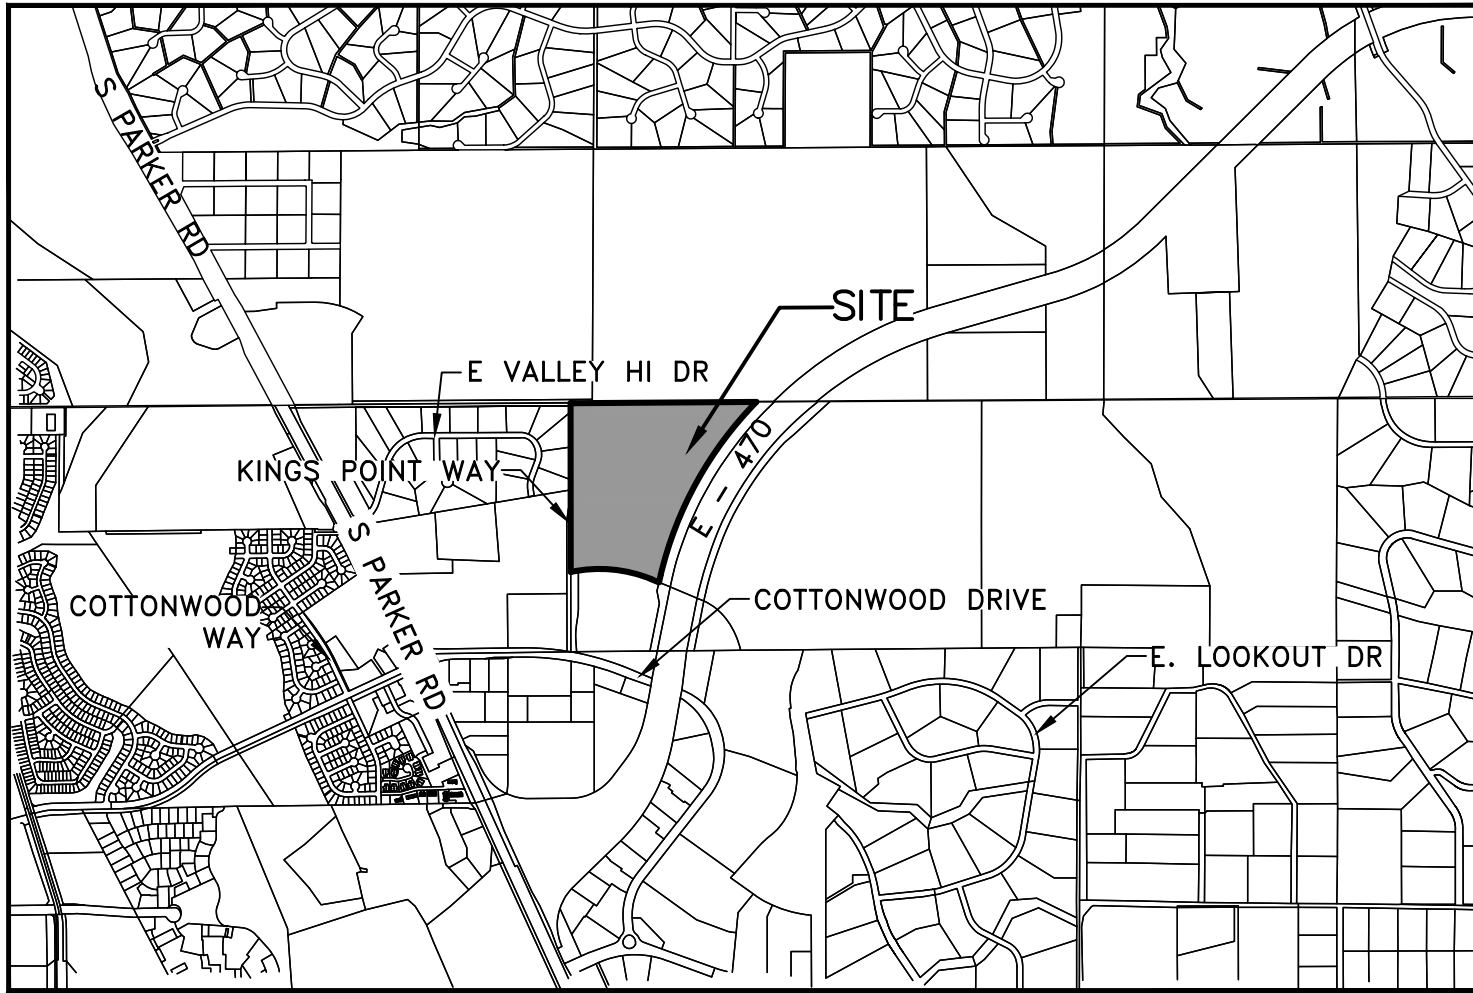 S PARKER RD
SITE
E VALLEY HI DR
KINGS POINT WAY
E - 470
S PARKER RD
COTTONWOOD
WAY
COTTONWOOD DRIVE
E. LOOKOUT DR